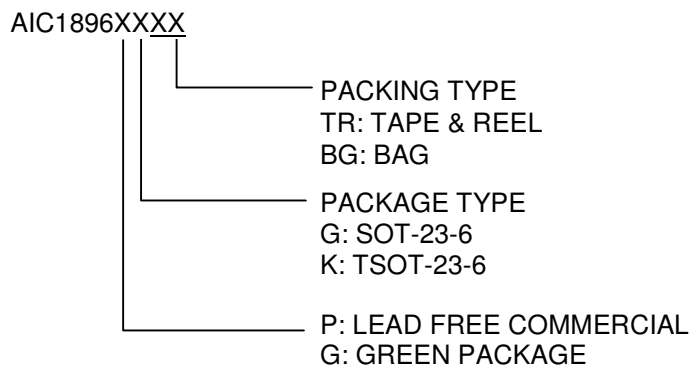 AIC1896XXXX
PACKING TYPE
TR: TAPE & REEL
BG: BAG
PACKAGE TYPE
G: SOT-23-6
K: TSOT-23-6
P: LEAD FREE COMMERCIAL
G: GREEN PACKAGE